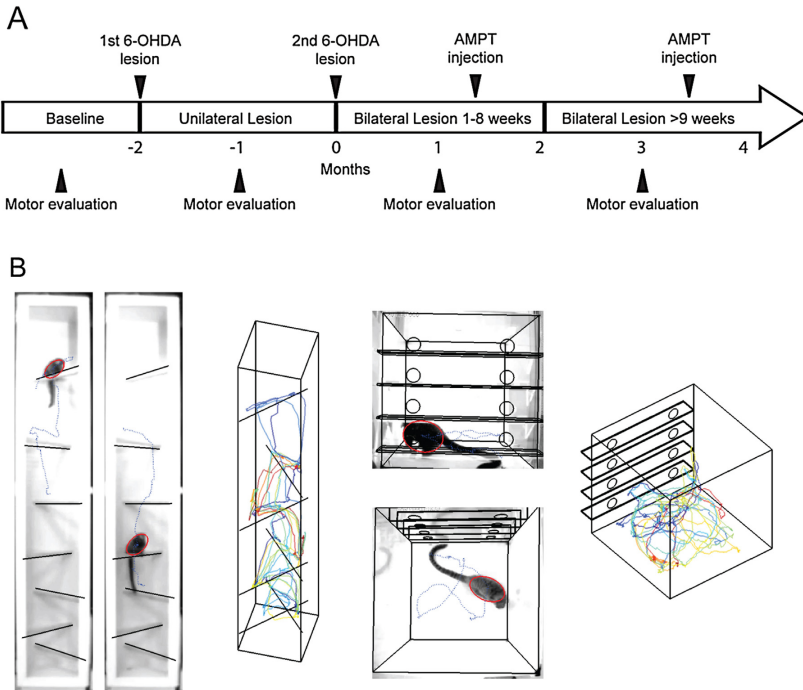 A
1st 6-OHDA lesion
2nd 6-OHDA lesion
AMPT injection
AMPT injection
Baseline
Unilateral Lesion
Bilateral Lesion 1-8 weeks
Bilateral Lesion >9 weeks
-2
-1
0
1
2
3
4
Months
Motor evaluation
Motor evaluation
Motor evaluation
Motor evaluation
B